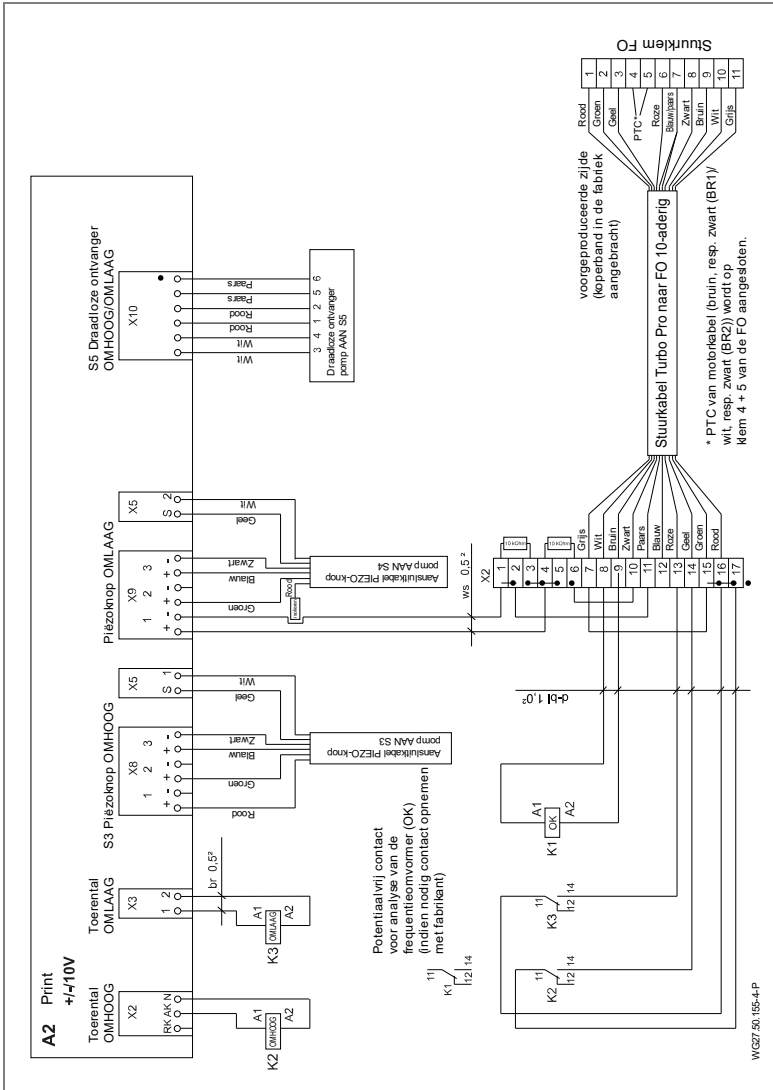 A2 Print
+/-/10V
Toerental
OMHOOG
X2
RK AK N
A1
OMHOOG
A2
K2
Toerental
OMLAAG
X3
1 2
br 0,5²
A1
OMLAAG
A2
K3
S3 Piëzoknop OMHOOG
X8
1 2 3
+ - + - + -
X5
S 1
Rood
Groen
Blauw
Zwart
Geel
Wit
Aansluitkabel PIEZO-knop
pomp AAN S3
Piëzoknop OMLAAG
X9
1 2 3
+ - + - + -
X5
S 2
Groen
Rood
Blauw
Zwart
Geel
Wit
Aansluitkabel PIEZO-knop
pomp AAN S4
S5 Draadloze ontvanger
OMHOOG/OMLAAG
X10
Wit
Wit
Rood
Rood
Paars
Paars
3 4 1 2 5 6
Draadloze ontvanger
pomp AAN S5
Potentiaalvrij contact
voor analyse van de
frequentieomvormer (OK)
(indien nodig contact opnemen
met fabrikant)
11
12 14
K1
ws 0,5²
X2
1
2
3
4
5
6
7
8
9
10
11
12
13
14
15
16
17
10 kOhm
10 kOhm
Grijs
Wit
Bruin
Zwart
Paars
Blauw
Roze
Geel
Groen
Rood
d-bl 1,0²
A1
OK
A2
K1
11
12 14
K3
11
12 14
K2
Stuurkabel Turbo Pro naar FO 10-aderig
voorgeproduceerde zijde
(koperband in de fabriek
aangebracht)
Rood
Groen
Geel
PTC*
Roze
Blauw/paars
Zwart
Bruin
Wit
Grijs
1
2
3
4
5
6
7
8
9
10
11
Stuurklem FO
* PTC van motorkabel (bruin, resp. zwart (BR1)/
wit, resp. zwart (BR2)) wordt op
klem 4 + 5 van de FO aangesloten.
WG27.50.155-4-P